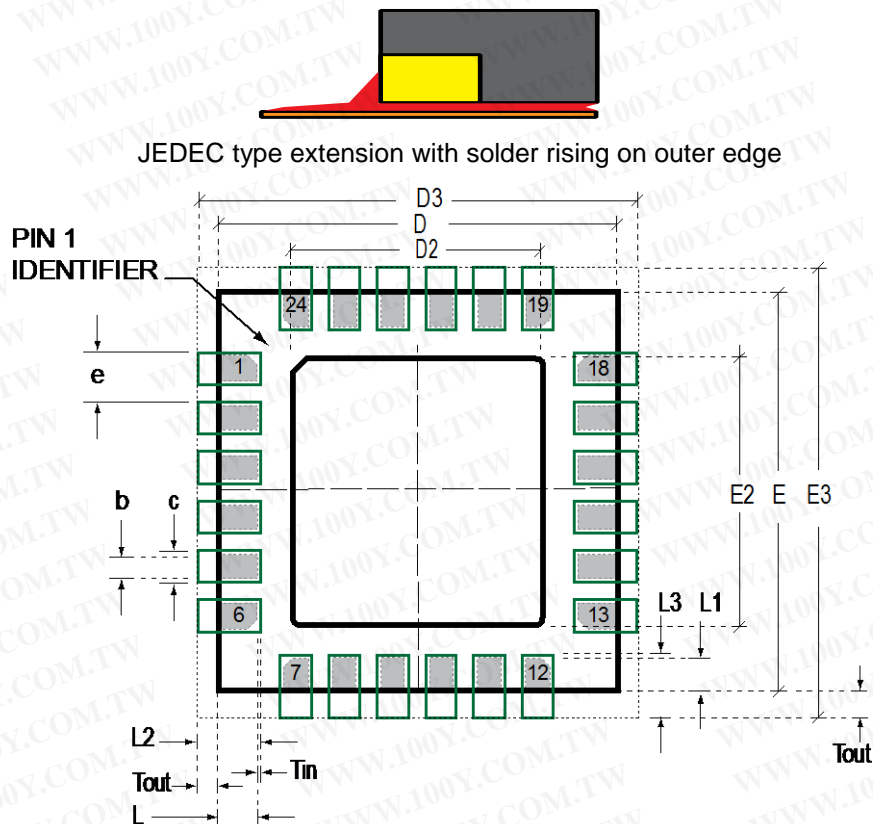 JEDEC type extension with solder rising on outer edge
D3
D
D2
PIN 1
IDENTIFIER
24
19
1
18
e
b
c
E2
E
E3
6
13
L3
L1
7
12
L2
Tin
Tout
Tout
L
WWW.100Y.COM.TW